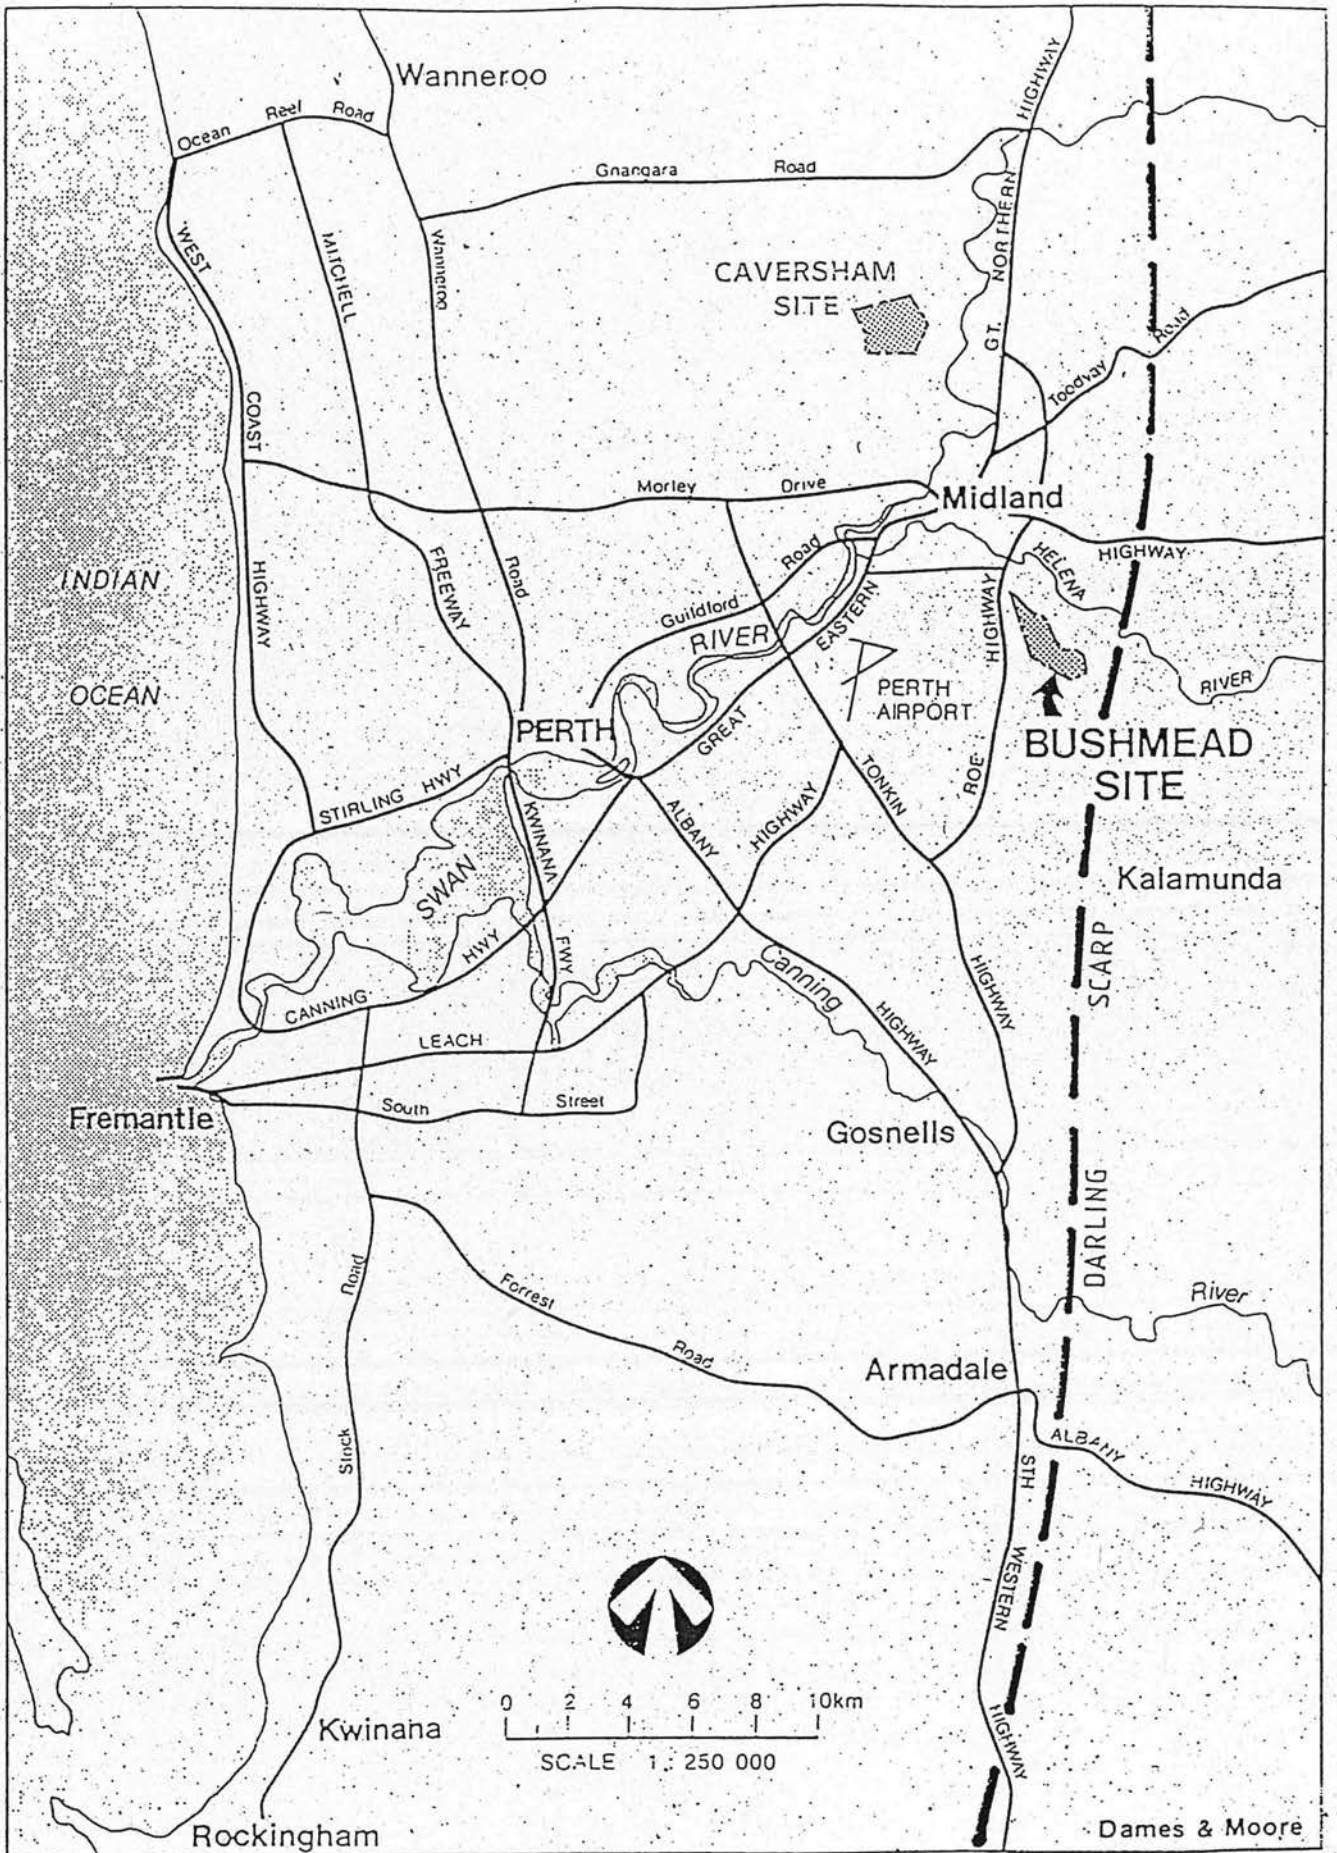 Wanneroo
Ocean Reef Road
Gnangara Road
HIGHWAY
NORTHERN
GT.
WEST
COAST
HIGHWAY
MITCHELL
FREEWAY
Wanneroo
Road
CAVERSHAM
SITE
Toodyay Road
Morley Drive
Midland
HIGHWAY
INDIAN
OCEAN
Guildford Road
RIVER
EASTERN
GREAT
HELENA
RIVER
HIGHWAY
ROE
PERTH
AIRPORT
PERTH
BUSHMEAD
SITE
STIRLING HWY
KWINANA
FWY
ALBANY
HIGHWAY
TONKIN
HIGHWAY
SWAN
Kalamunda
CANNING HWY
Canning
HIGHWAY
SCARP
DARLING
LEACH
South Street
Fremantle
Gosnells
River
Forrest Road
Road
Stock
Armadale
ALBANY
HIGHWAY
STH
WESTERN
HIGHWAY
0 2 4 6 8 10km
SCALE 1 : 250 000
Kwinana
Rockingham
Dames & Moore